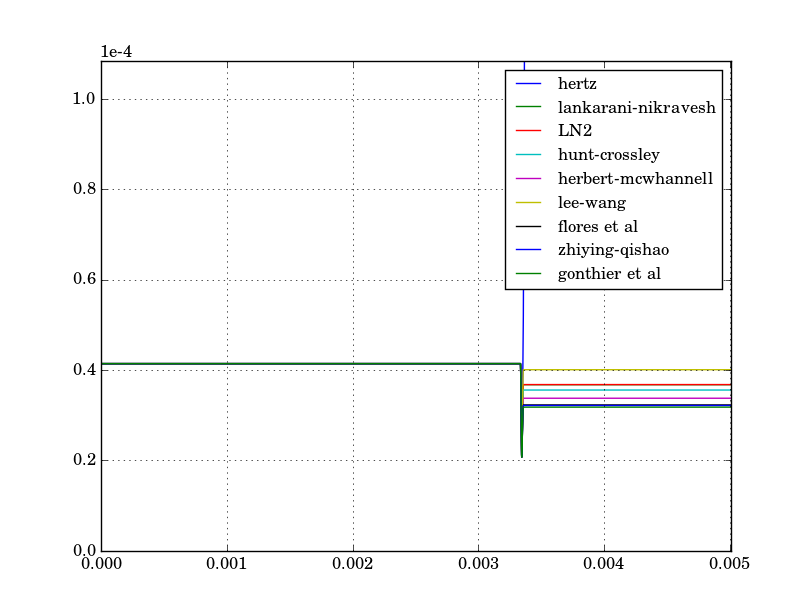 1e-4
1.0
0.8
0.6
0.4
0.2
0.0
hertz
lankarani-nikravesh
LN2
hunt-crossley
herbert-mcwhannell
lee-wang
flores et al
zhiying-qishao
gonthier et al
0.000
0.001
0.002
0.003
0.004
0.005